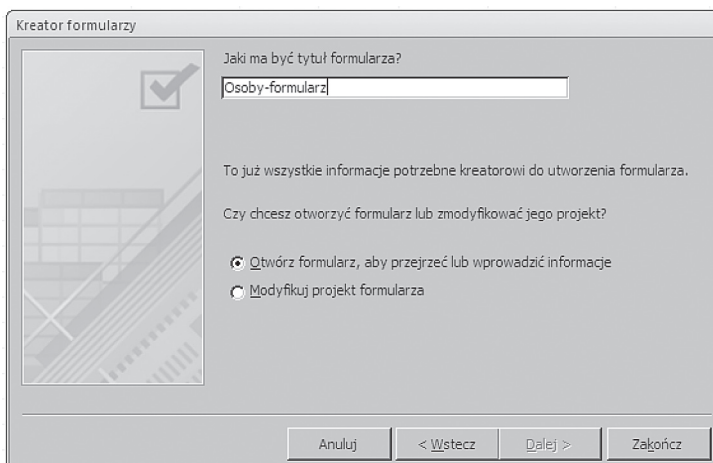 Kreator formularzy
Jaki ma być tytuł formularza?
Osoby-formularz
To już wszystkie informacje potrzebne kreatorowi do utworzenia formularza.
Czy chcesz otworzyć formularz lub zmodyfikować jego projekt?
Otwórz formularz, aby przejrzeć lub wprowadzić informacje
Modyfikuj projekt formularza
Anuluj < Wstecz Dalej > Zakończ